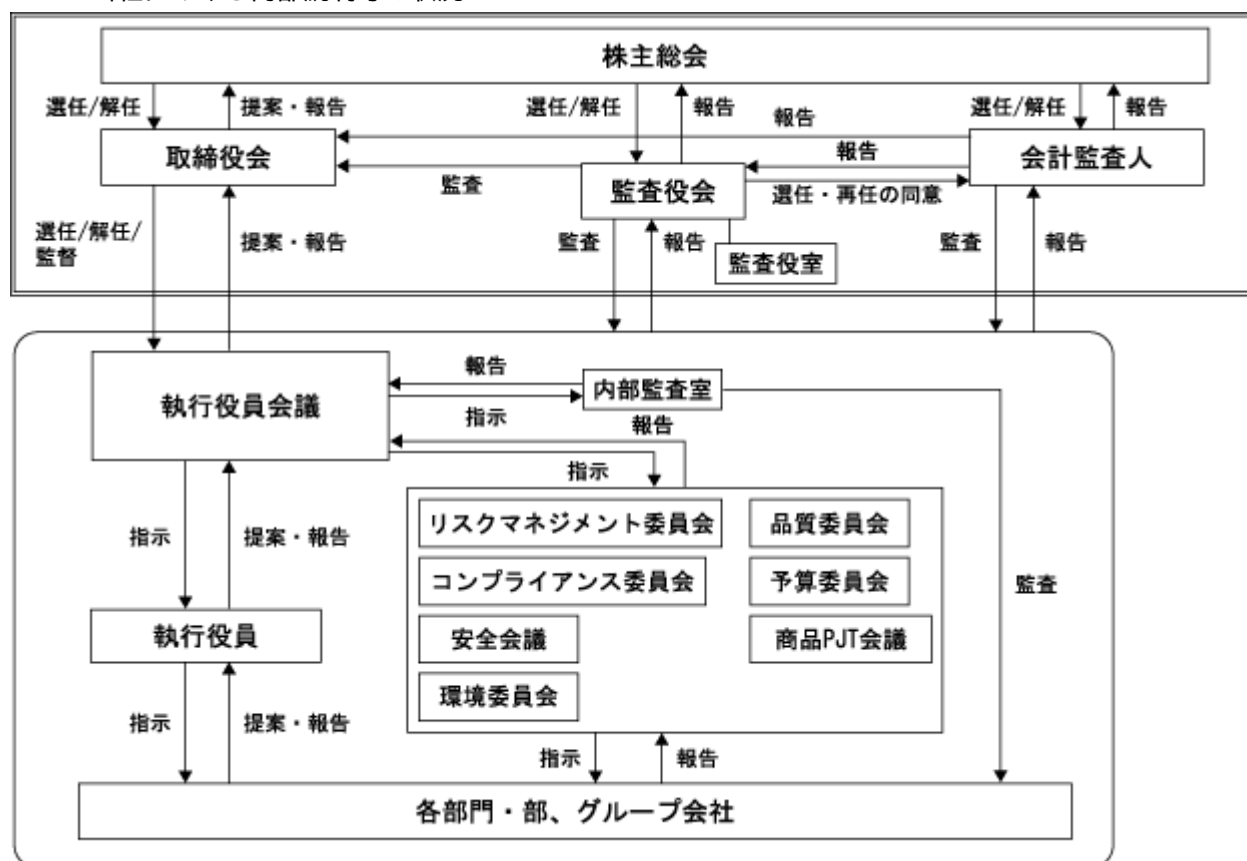 株主総会
選任/解任
提案・報告
選任/解任
報告
選任/解任
報告
報告
取締役会
監査
監査役会
報告
選任・再任の同意
会計監査人
選任/解任/
監督
提案・報告
監査
報告
監査役室
監査
報告
執行役員会議
報告
指示
内部監査室
報告
指示
指示
提案・報告
リスクマネジメント委員会
品質委員会
コンプライアンス委員会
予算委員会
監査
安全会議
商品PJT会議
環境委員会
執行役員
指示
提案・報告
指示
報告
各部門・部、グループ会社